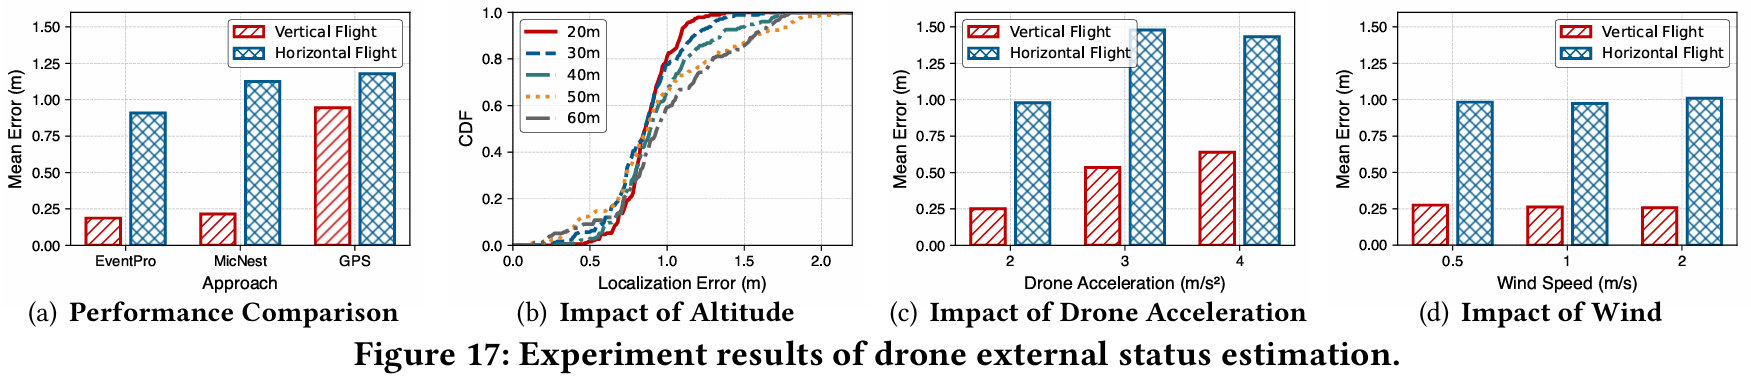 Mean Error (m)
1.50
1.25
1.00
0.75
0.50
0.25
0.00
Vertical Flight
Horizontal Flight
EventPro MicNest GPS
Approach
(a) Performance Comparison
CDF
1.0
0.8
0.6
0.4
0.2
0.0
20m
30m
40m
50m
60m
0.0 0.5 1.0 1.5 2.0
Localization Error (m)
(b) Impact of Altitude
Mean Error (m)
1.50
1.25
1.00
0.75
0.50
0.25
0.00
Vertical Flight
Horizontal Flight
2 3 4
Drone Acceleration (m/s²)
(c) Impact of Drone Acceleration
Mean Error (m)
1.50
1.25
1.00
0.75
0.50
0.25
0.00
Vertical Flight
Horizontal Flight
0.5 1 2
Wind Speed (m/s)
(d) Impact of Wind
Figure 17: Experiment results of drone external status estimation.